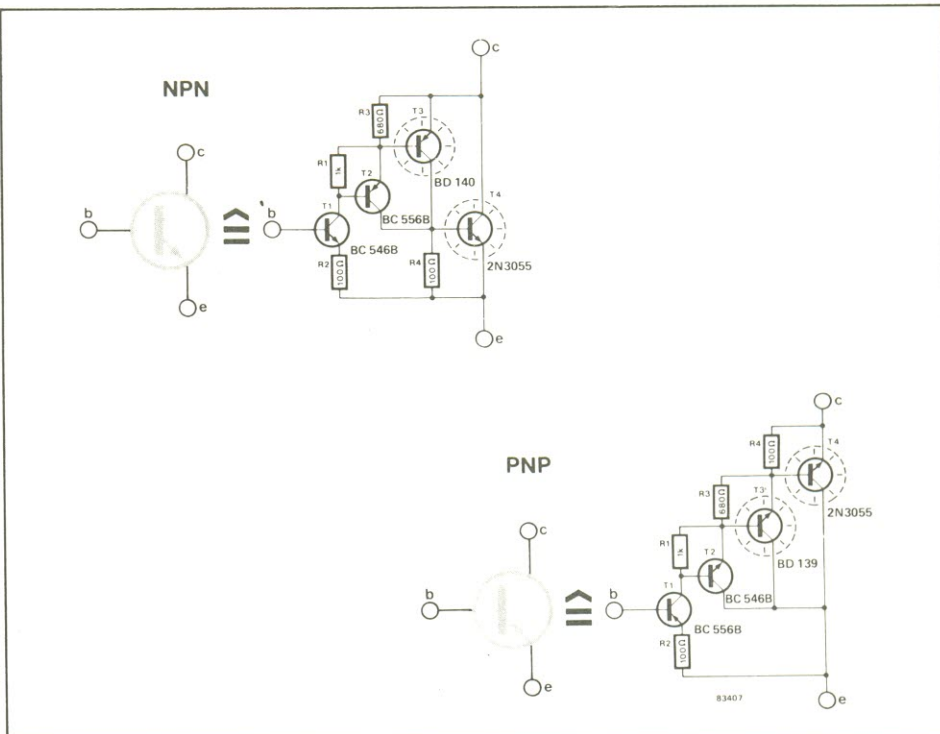 NPN
c
b
e
c
R3
680Ω
T3
R1
1k
T2
BD 140
T4
b
T1
BC 556B
BC 546B
2N3055
R2
100Ω
R4
100Ω
e
PNP
c
b
e
c
R4
100Ω
T4
R3
680Ω
T3
2N3055
R1
1k
T2
BD 139
b
T1
BC 546B
BC 556B
R2
100Ω
83407
e